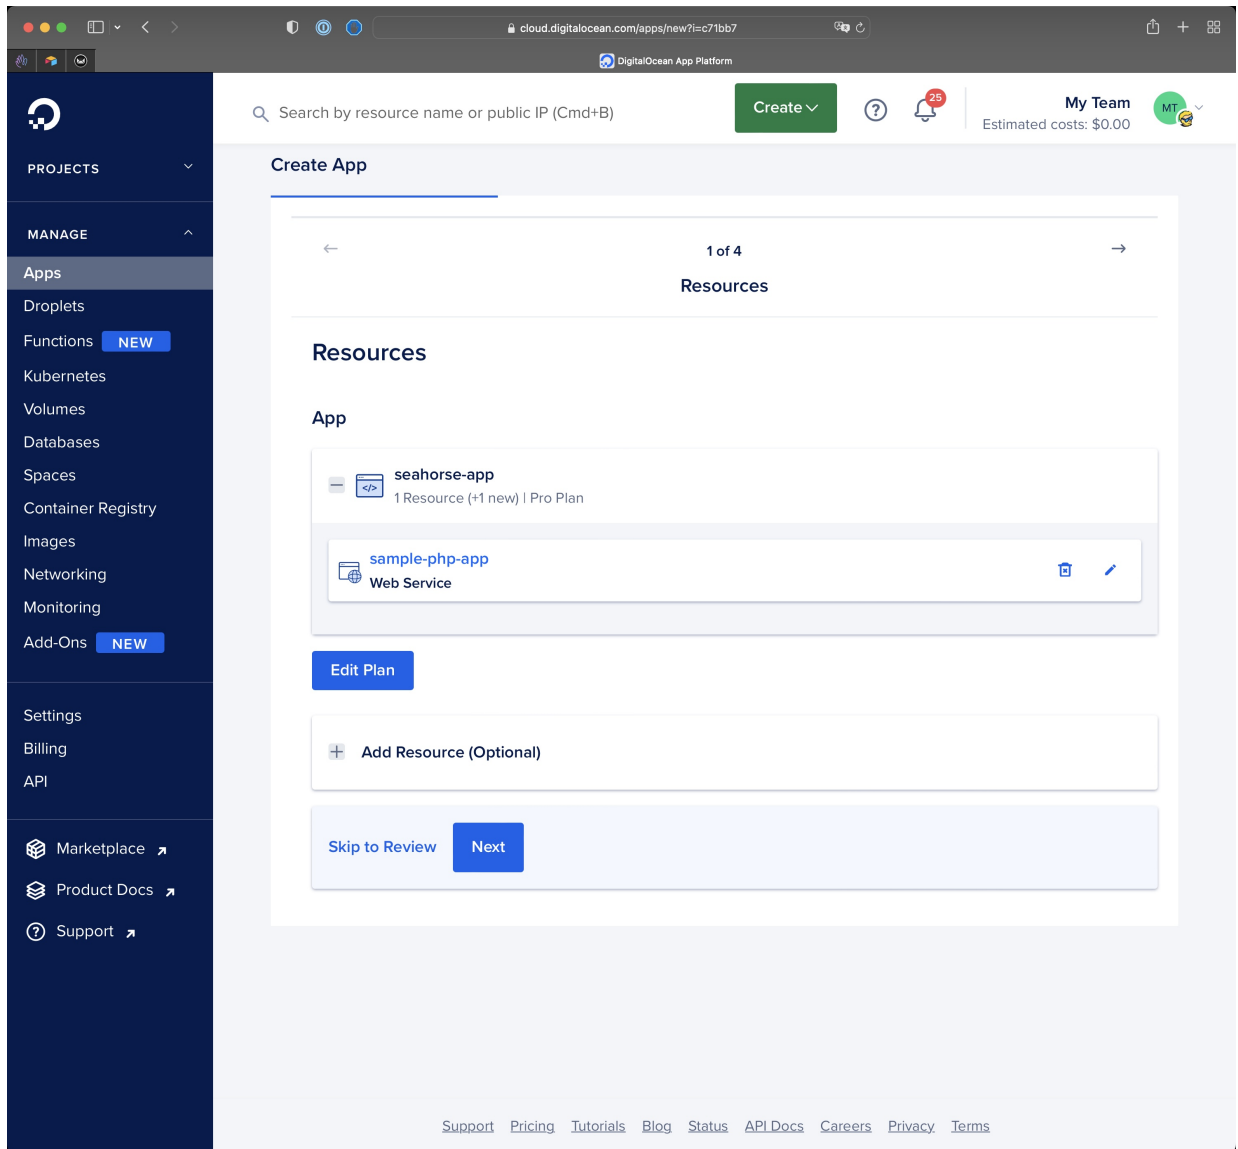 cloud.digitalocean.com/apps/new?i=c71bb7
DigitalOcean App Platform
Search by resource name or public IP (Cmd+B)
Create
25
My Team
Estimated costs: $0.00
MT
PROJECTS
MANAGE
Apps
Droplets
Functions NEW
Kubernetes
Volumes
Databases
Spaces
Container Registry
Images
Networking
Monitoring
Add-Ons NEW
Settings
Billing
API
Marketplace
Product Docs
Support
Create App
1 of 4
Resources
Resources
App
seahorse-app
1 Resource (+1 new) | Pro Plan
sample-php-app
Web Service
Edit Plan
Add Resource (Optional)
Skip to Review
Next
Support Pricing Tutorials Blog Status API Docs Careers Privacy Terms